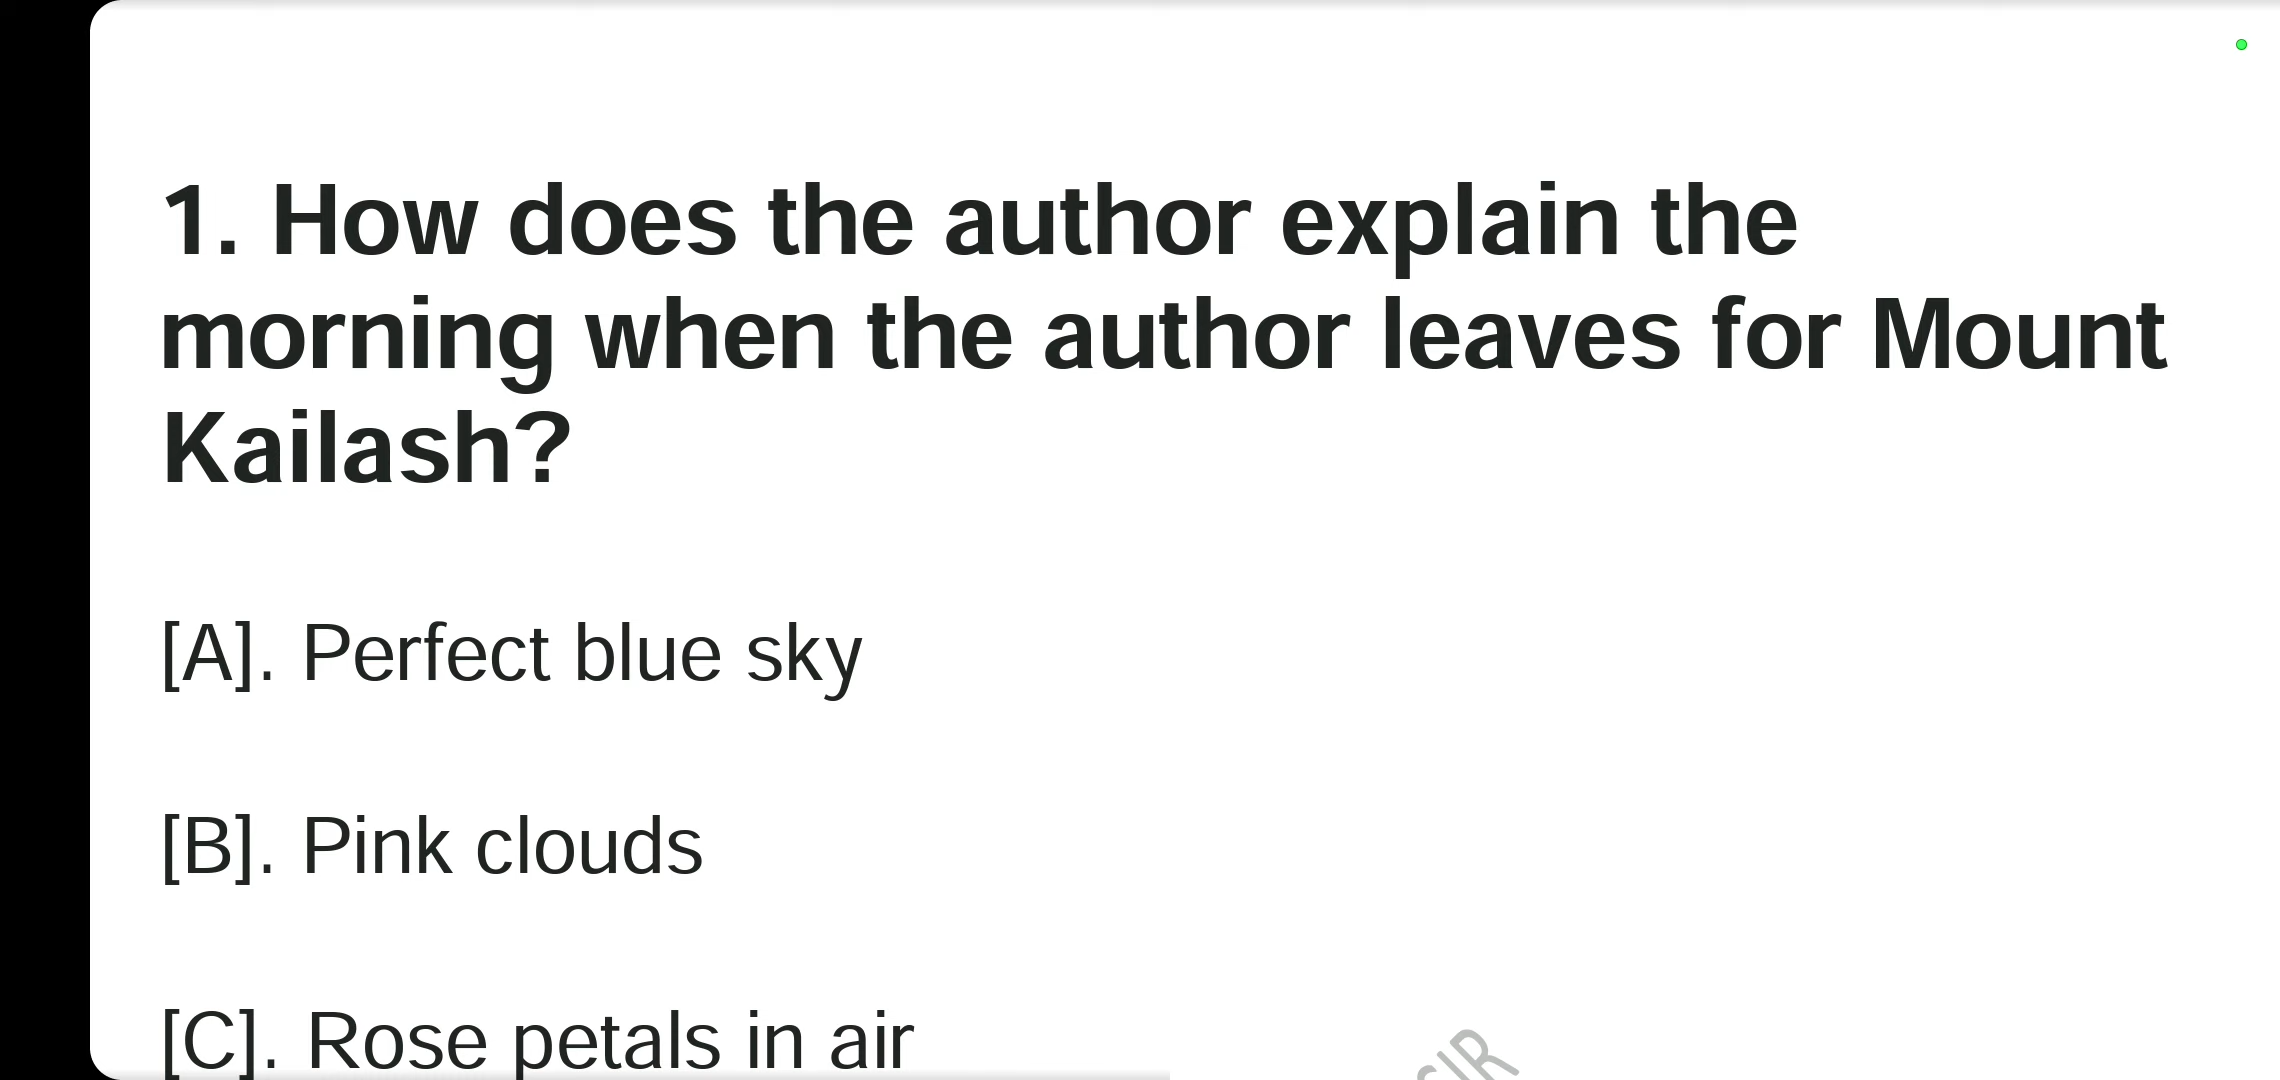 1. How does the author explain the
morning when the author leaves for Mount
Kailash?
[A]. Perfect blue sky
[B]. Pink clouds
[C]. Rose petals in air
SIR